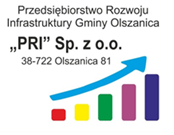 Przedsiębiorstwo Rozwoju
Infrastruktury Gminy Olszanica
„PRI” Sp. z o.o.
38-722 Olszanica 81